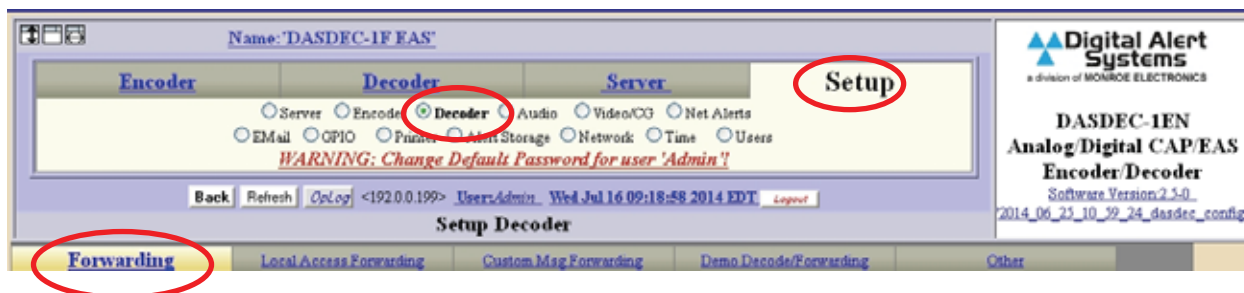 Name:'DASDEC-1F EAS'
Encoder Decoder Server Setup
Server Encoder Decoder Audio Video/CG Net Alerts
EMail GPIO Printer Alert Storage Network Time Users
WARNING: Change Default Password for user 'Admin'!
Back Refresh OpLog <192.0.0.199> User:Admin Wed Jul 16 09:18:58 2014 EDT Logout
Setup Decoder
Digital Alert
Systems
a division of MONROE ELECTRONICS
DASDEC-1EN
Analog/Digital CAP/EAS
Encoder/Decoder
Software Version:2.5-0
'2014_06_25_10_59_24_dasdec_config
Forwarding Local Access Forwarding Custom Msg Forwarding Demo Decode/Forwarding Other